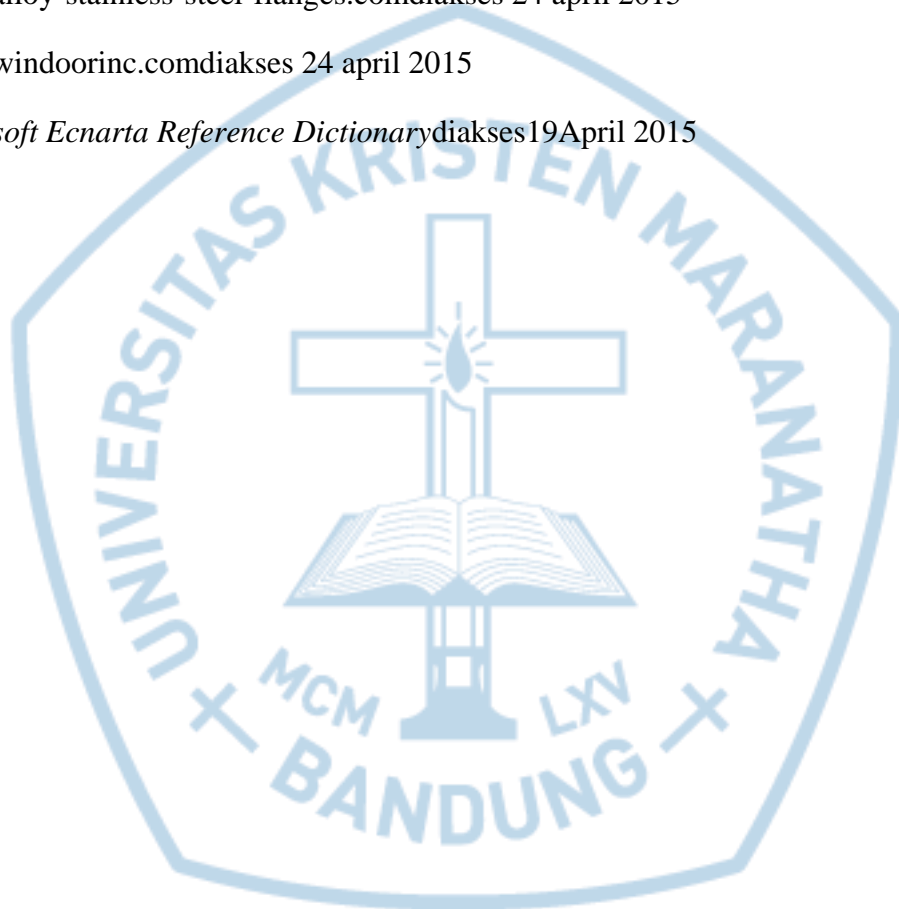 alloy-stainless-steel-flanges.comdiakses 24 april 2015
windoorinc.comdiakses 24 april 2015
soft Ecnarta Reference Dictionarydiakses19April 2015
UNIVERSITAS KRISTEN MARANATHA
MCM LXV
BANDUNG